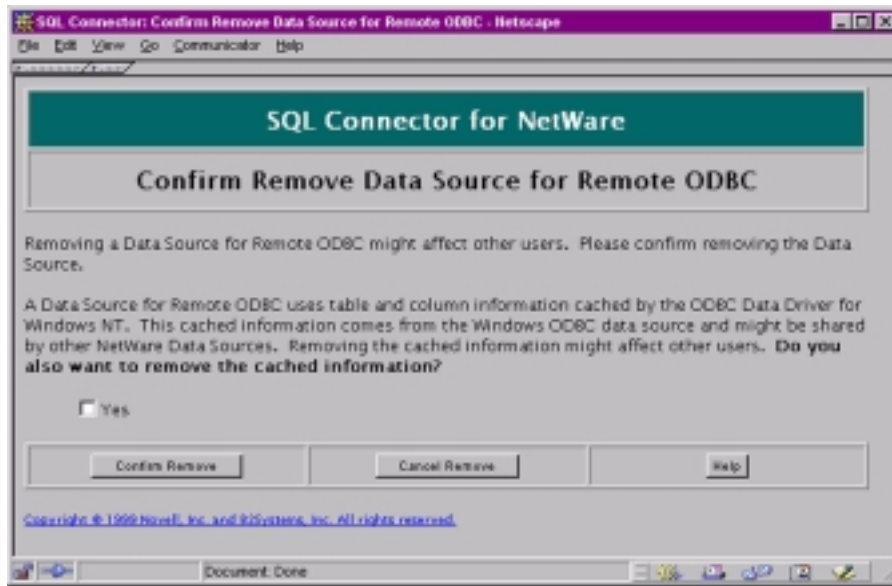 SQL Connector: Confirm Remove Data Source for Remote ODBC - Netscape
File Edit View Go Communicator Help
SQL Connector for NetWare
Confirm Remove Data Source for Remote ODBC
Removing a Data Source for Remote ODBC might affect other users. Please confirm removing the Data
Source.
A Data Source for Remote ODBC uses table and column information cached by the ODBC Data Driver for
Windows NT. This cached information comes from the Windows ODBC data source and might be shared
by other NetWare Data Sources. Removing the cached information might affect other users. Do you
also want to remove the cached information?
Yes
Confirm Remove Cancel Remove Help
Copyright © 1999 Novell, Inc. and B2Systems, Inc. All rights reserved.
Document: Done